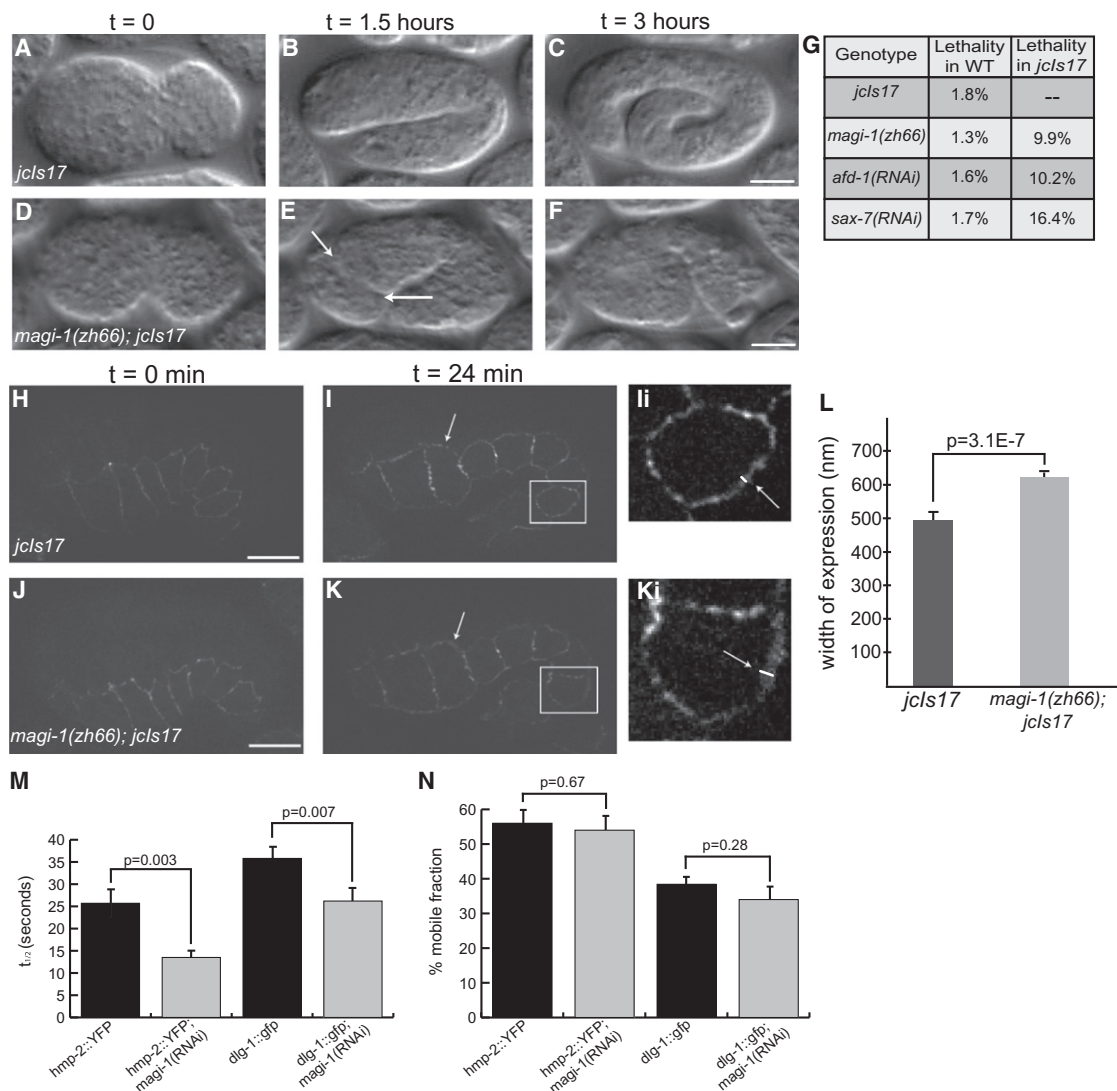 t = 0
t = 1.5 hours
t = 3 hours
A
B
C
jcIs17
D
E
F
magi-1(zh66); jcIs17
G
Genotype
Lethality in WT
Lethality in jcIs17
jcIs17
1.8%
--
magi-1(zh66)
1.3%
9.9%
afd-1(RNAi)
1.6%
10.2%
sax-7(RNAi)
1.7%
16.4%
t = 0 min
t = 24 min
H
I
Ii
jcIs17
J
K
Ki
magi-1(zh66); jcIs17
L
p=3.1E-7
width of expression (nm)
700
600
500
400
300
200
100
jcIs17
magi-1(zh66);
jcIs17
M
p=0.003
p=0.007
t1/2 (seconds)
40
35
30
25
20
15
10
5
0
hmp-2::YFP
hmp-2::YFP;
magi-1(RNAi)
dlg-1::gfp
dlg-1::gfp;
magi-1(RNAi)
N
p=0.67
p=0.28
% mobile fraction
60
50
40
30
20
10
0
hmp-2::YFP
hmp-2::YFP;
magi-1(RNAi)
dlg-1::gfp
dlg-1::gfp;
magi-1(RNAi)